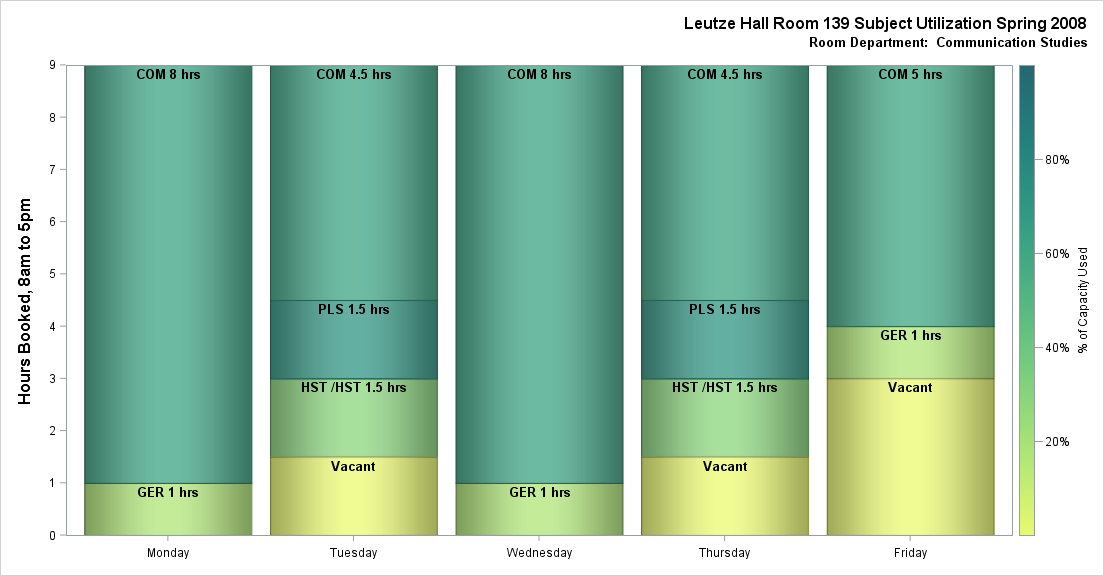 Leutze Hall Room 139 Subject Utilization Spring 2008
Room Department:  Communication Studies
Hours Booked, 8am to 5pm
9
8
7
6
5
4
3
2
1
0
COM 8 hrs
GER 1 hrs
COM 4.5 hrs
PLS 1.5 hrs
HST /HST 1.5 hrs
Vacant
COM 8 hrs
GER 1 hrs
COM 4.5 hrs
PLS 1.5 hrs
HST /HST 1.5 hrs
Vacant
COM 5 hrs
GER 1 hrs
Vacant
Monday
Tuesday
Wednesday
Thursday
Friday
80%
60%
40%
20%
% of Capacity Used